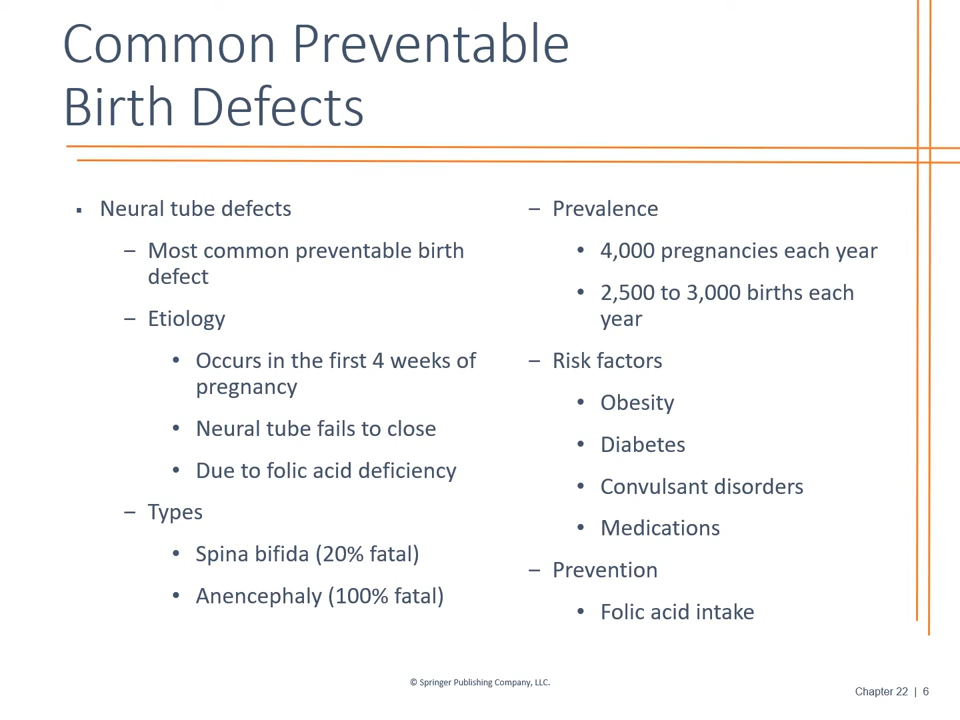 Common Preventable
Birth Defects
▪ Neural tube defects
– Most common preventable birth
defect
– Etiology
• Occurs in the first 4 weeks of
pregnancy
• Neural tube fails to close
• Due to folic acid deficiency
– Types
• Spina bifida (20% fatal)
• Anencephaly (100% fatal)
– Prevalence
• 4,000 pregnancies each year
• 2,500 to 3,000 births each
year
– Risk factors
• Obesity
• Diabetes
• Convulsant disorders
• Medications
– Prevention
• Folic acid intake
© Springer Publishing Company, LLC.
Chapter 22 | 6